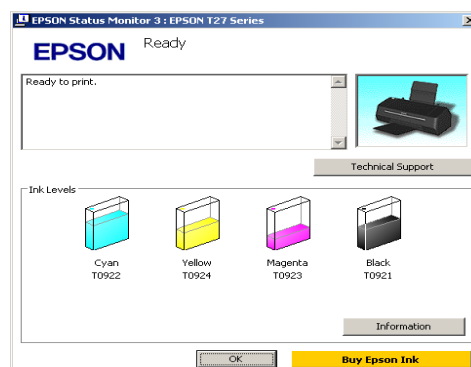 EPSON Status Monitor 3 : EPSON T27 Series
EPSON
Ready
Ready to print.
Technical Support
Ink Levels
Cyan Yellow Magenta Black
T0922 T0924 T0923 T0921
Information
OK Buy Epson Ink